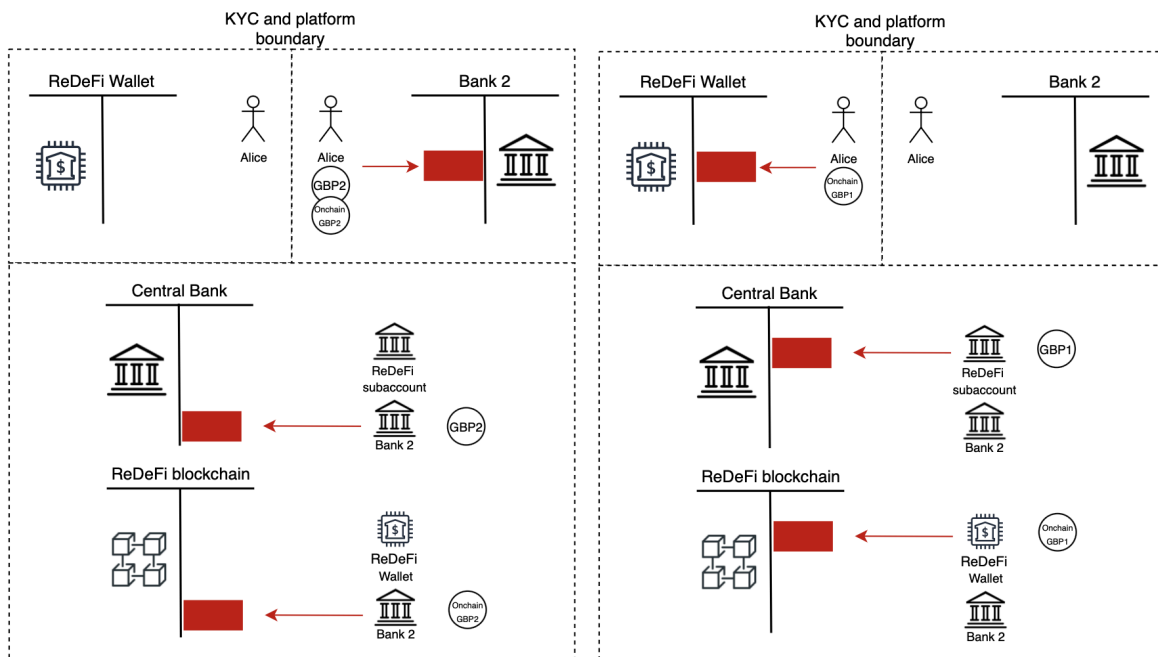 KYC and platform
boundary
ReDeFi Wallet
Bank 2
$
Alice
Alice
GBP2
Onchain
GBP2
Central Bank
ReDeFi
subaccount
Bank 2
GBP2
ReDeFi blockchain
$
ReDeFi
Wallet
Bank 2
Onchain
GBP2
KYC and platform
boundary
ReDeFi Wallet
Bank 2
$
Alice
Onchain
GBP1
Alice
Central Bank
ReDeFi
subaccount
GBP1
Bank 2
ReDeFi blockchain
$
ReDeFi
Wallet
Onchain
GBP1
Bank 2